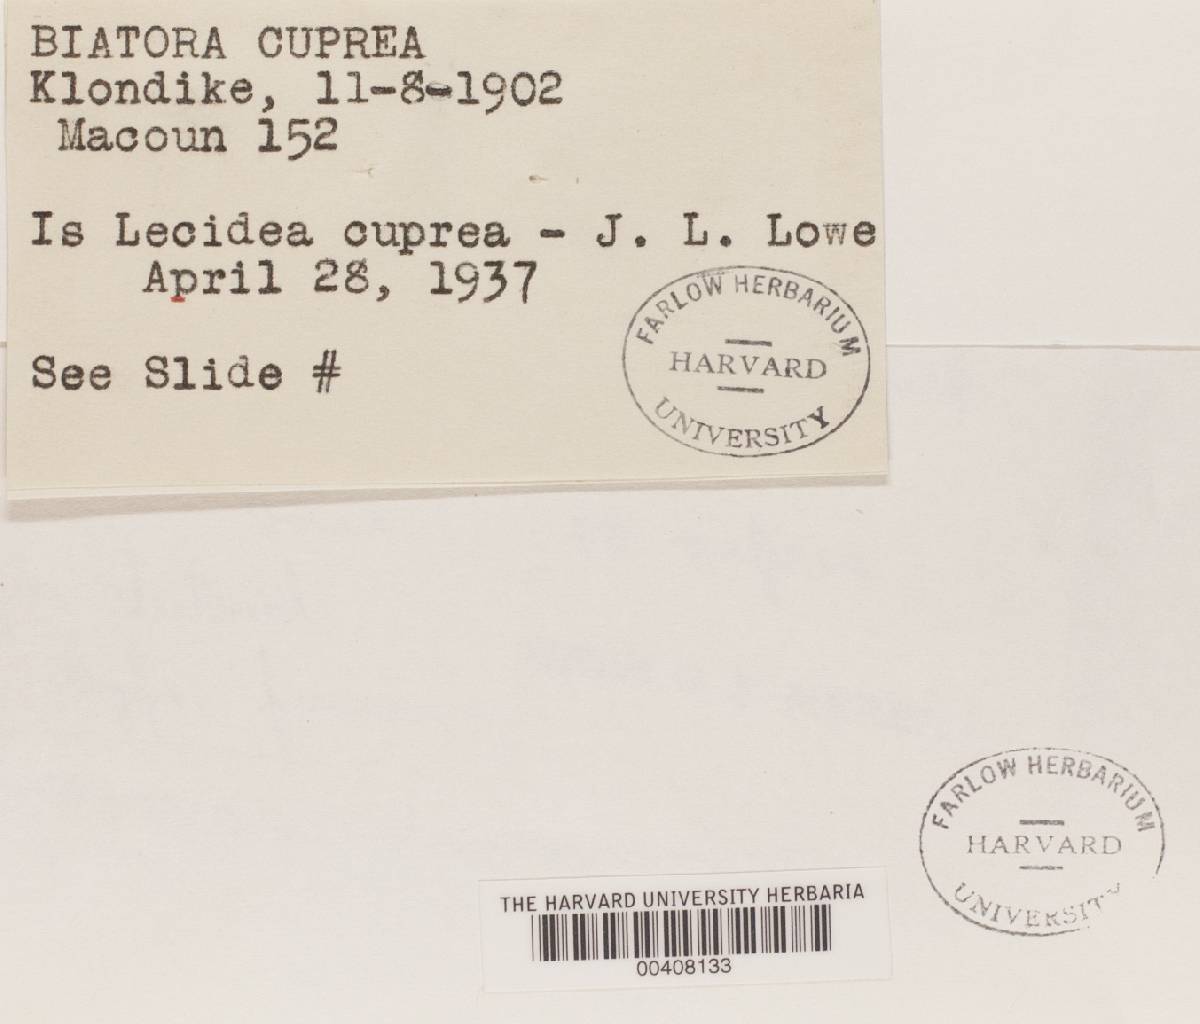 BIATORA CUPREA
Klondike, 11-8-1902
Macoun 152
Is Lecidea cuprea - J. L. Lowe
April 28, 1937
See Slide #
FARLOW HERBARIUM
HARVARD
UNIVERSITY
FARLOW HERBARIUM
HARVARD
UNIVERSITY
THE HARVARD UNIVERSITY HERBARIA
00408133